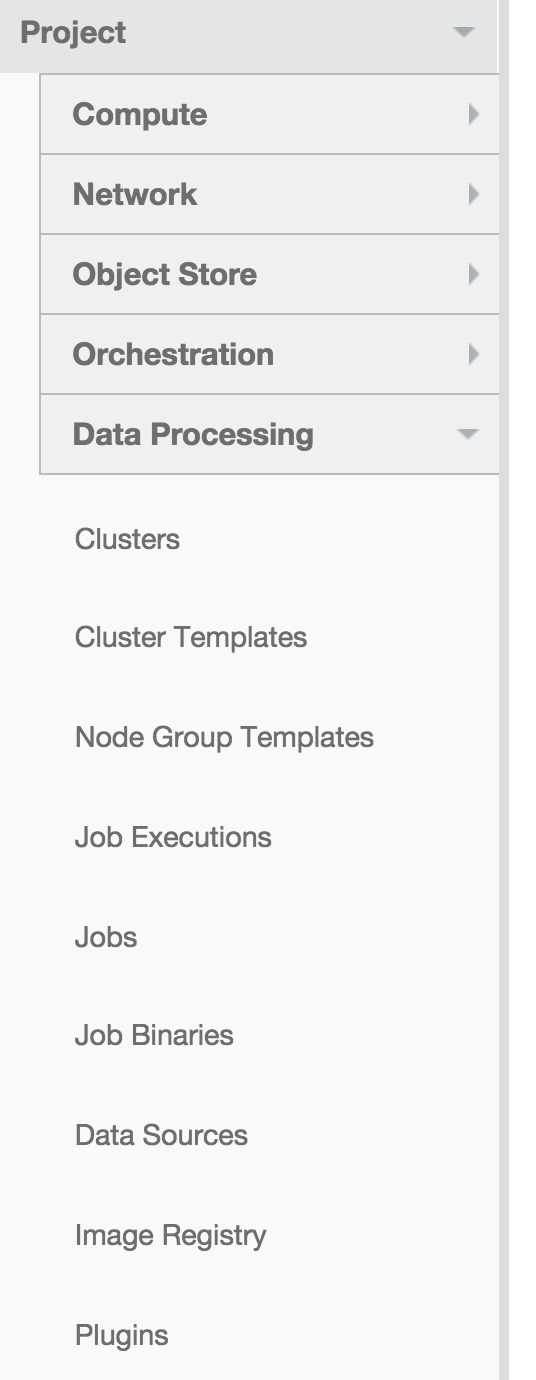 Project
Compute
Network
Object Store
Orchestration
Data Processing
Clusters
Cluster Templates
Node Group Templates
Job Executions
Jobs
Job Binaries
Data Sources
Image Registry
Plugins